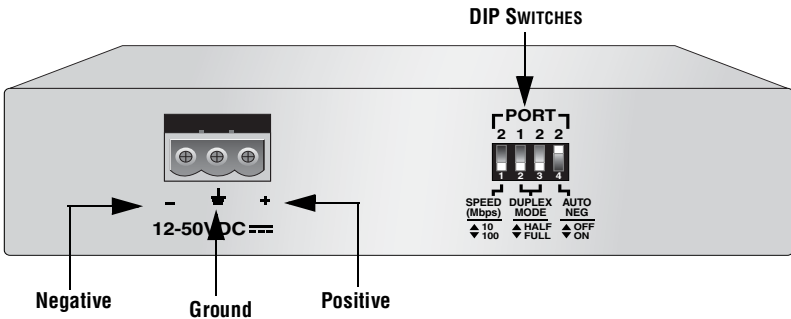 DIP SWITCHES
PORT
2 1 2 2
1 2 3 4
SPEED (Mbps)
▲ 10
▼ 100
DUPLEX MODE
▲ HALF
▼ FULL
AUTO NEG
▲ OFF
▼ ON
– +
12-50VDC
Negative
Ground
Positive